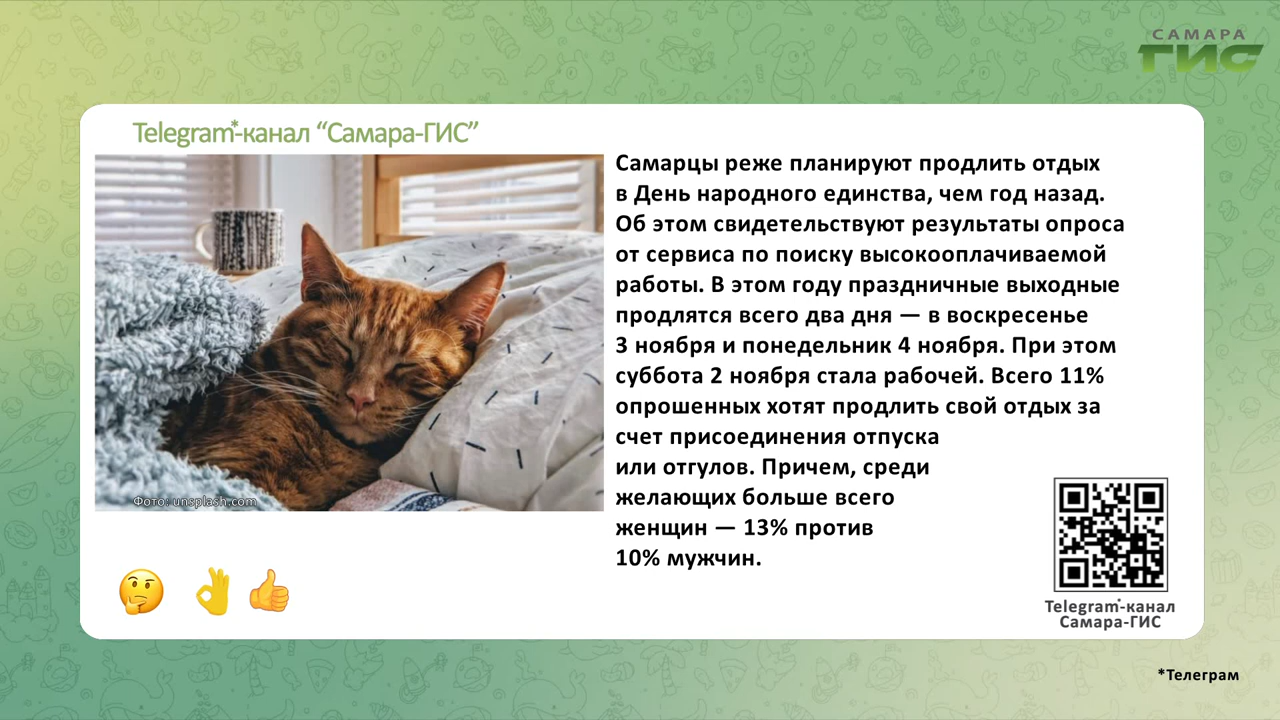 САМАРА
ГИС
Telegram*-канал “Самара-ГИС”
Самарцы реже планируют продлить отдых
в День народного единства, чем год назад.
Об этом свидетельствуют результаты опроса
от сервиса по поиску высокооплачиваемой
работы. В этом году праздничные выходные
продлятся всего два дня — в воскресенье
3 ноября и понедельник 4 ноября. При этом
суббота 2 ноября стала рабочей. Всего 11%
опрошенных хотят продлить свой отдых за
счет присоединения отпуска
или отгулов. Причем, среди
желающих больше всего
женщин — 13% против
10% мужчин.
Фото: unsplash.com
Telegram*-канал
Самара-ГИС
*Телеграм